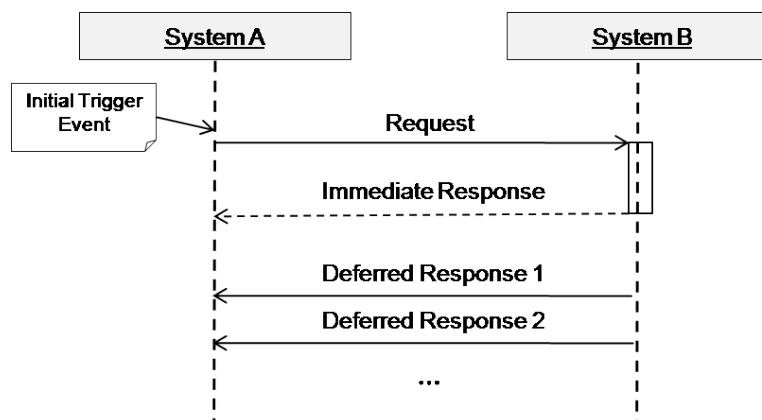 System A
System B
Initial Trigger
Event
Request
Immediate Response
Deferred Response 1
Deferred Response 2
...